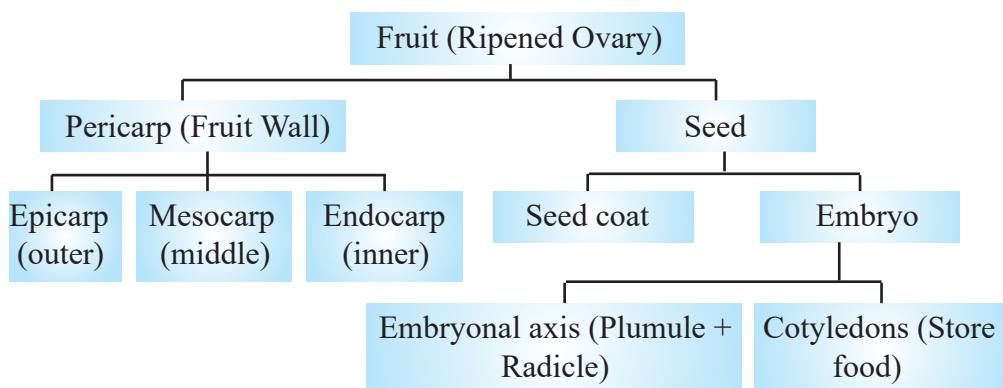 Fruit (Ripened Ovary)
Pericarp (Fruit Wall)
Seed
Epicarp
(outer)
Mesocarp
(middle)
Endocarp
(inner)
Seed coat
Embryo
Embryonal axis (Plumule +
Radicle)
Cotyledons (Store
food)